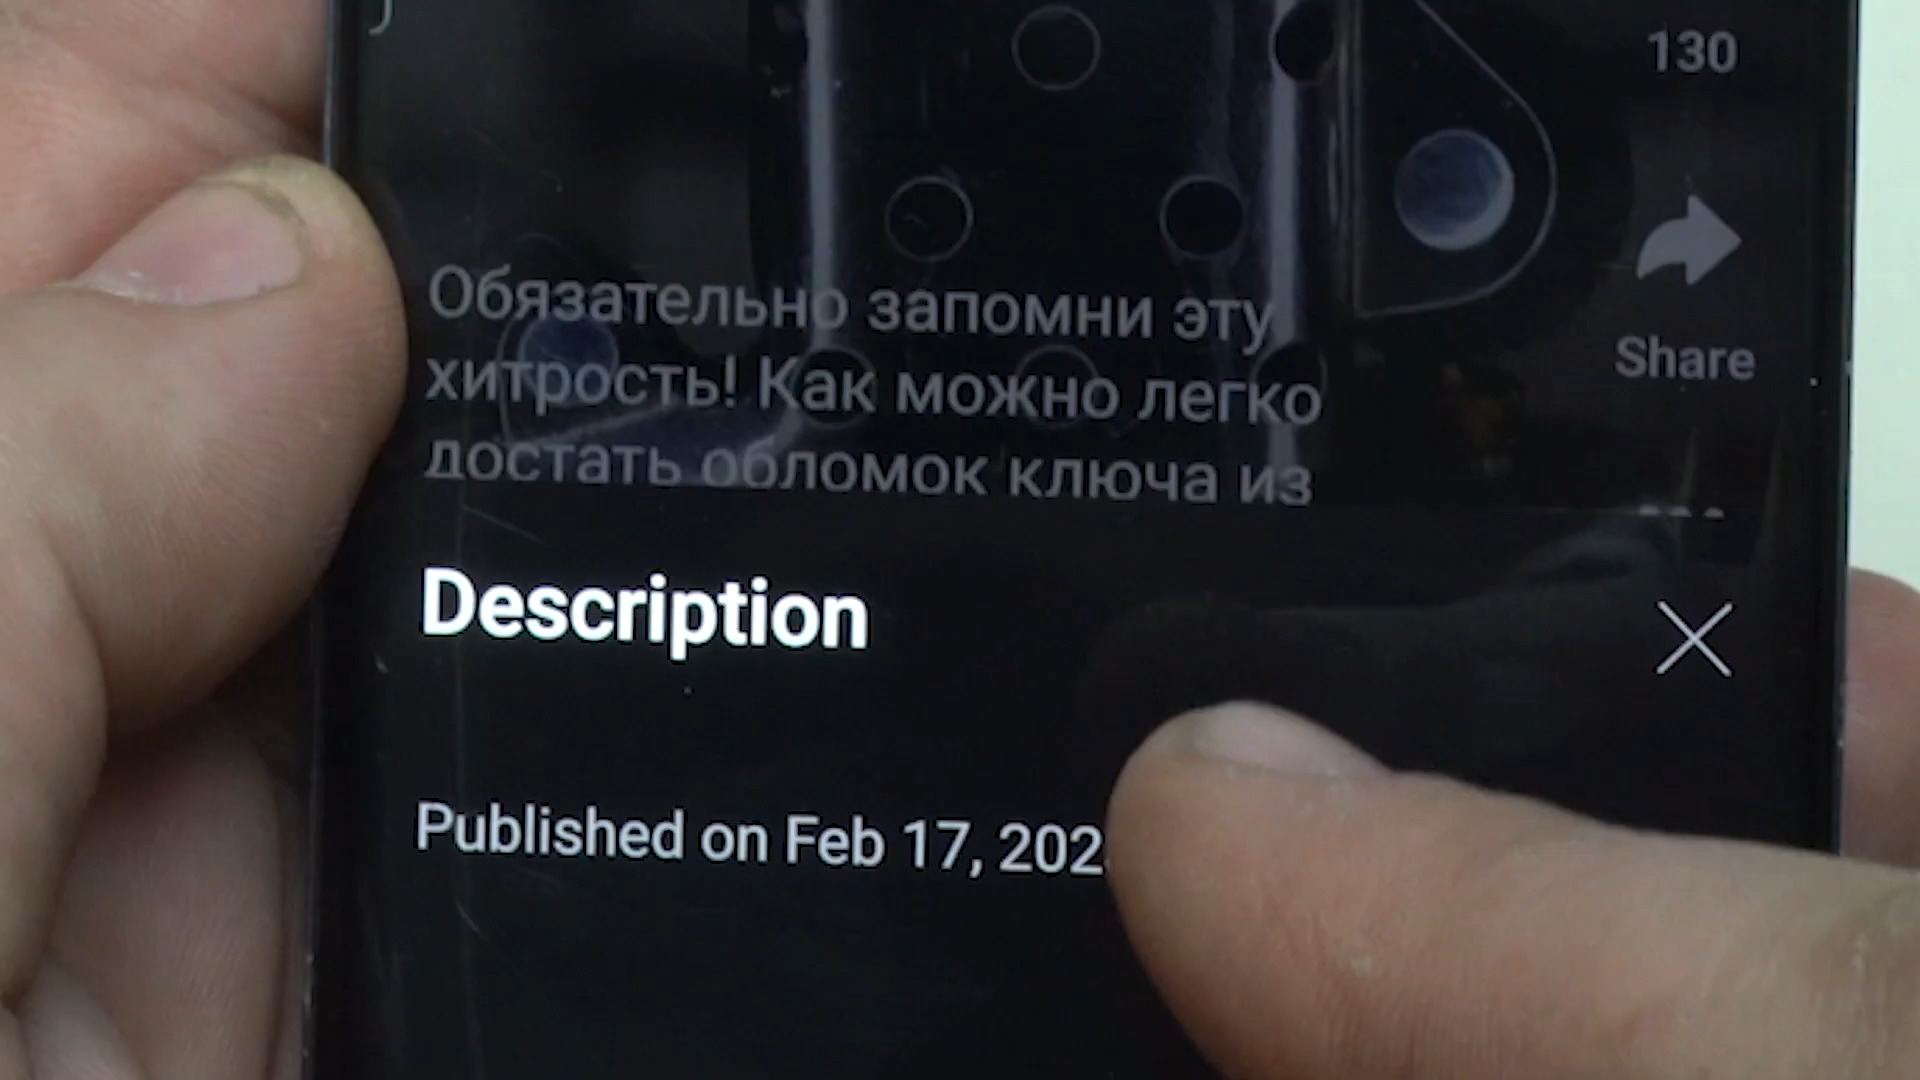 130
Обязательно запомни эту
хитрость! Как можно легко
Share
достать обломок ключа из
Description
Published on Feb 17, 202